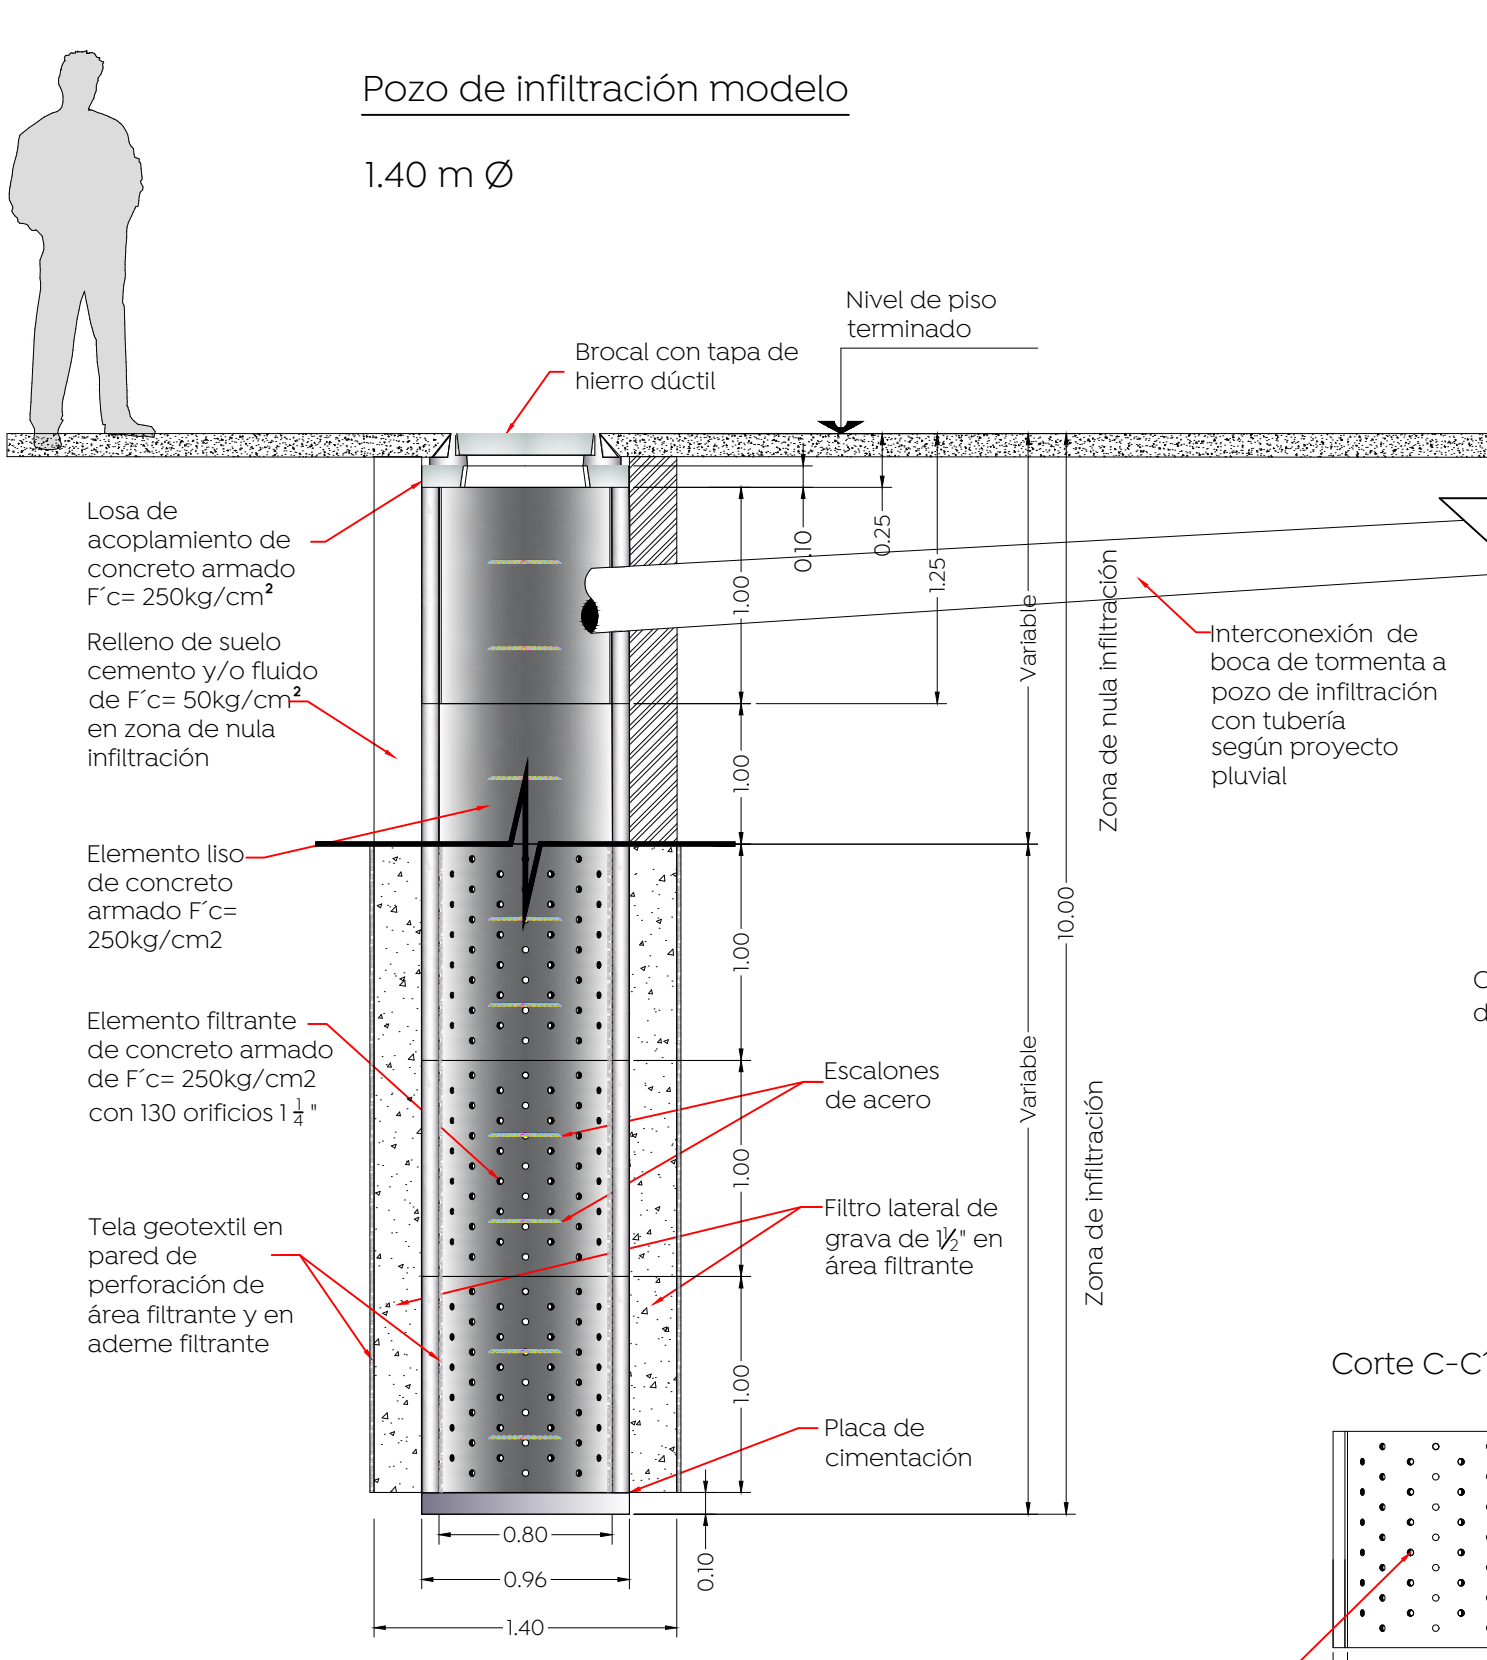 Pozo de infiltración modelo
1.40 m Ø
Nivel de piso
terminado
Brocal con tapa de
hierro dúctil
Losa de
acoplamiento de
concreto armado
F´c= 250kg/cm²
Relleno de suelo
cemento y/o fluido
de F´c= 50kg/cm²
en zona de nula
infiltración
Elemento liso
de concreto
armado F´c=
250kg/cm2
Elemento filtrante
de concreto armado
de F´c= 250kg/cm2
con 130 orificios 1 1/4 "
Tela geotextil en
pared de
perforación de
área filtrante y en
ademe filtrante
0.10
0.25
1.25
1.00
1.00
1.00
1.00
1.00
Variable
Variable
10.00
Zona de nula infiltración
Zona de infiltración
Interconexión de
boca de tormenta a
pozo de infiltración
con tubería
según proyecto
pluvial
Escalones
de acero
Filtro lateral de
grava de 1½" en
área filtrante
Placa de
cimentación
0.80
0.96
1.40
0.10
Corte C-C´